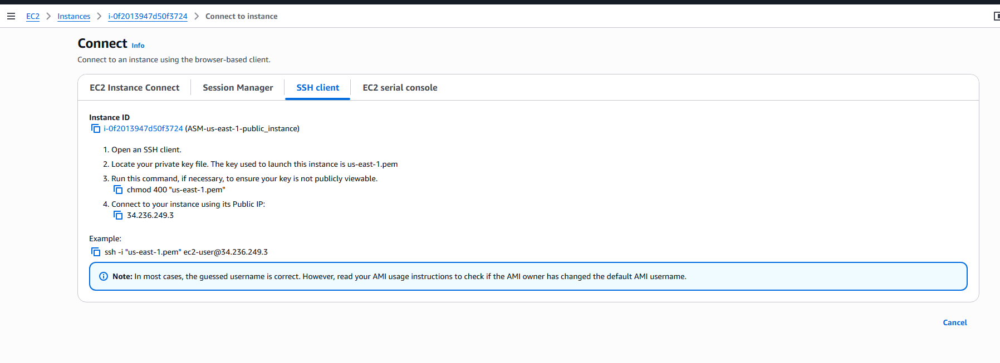 EC2 > Instances > i-0f2013947d50f3724 > Connect to instance
Connect Info
Connect to an instance using the browser-based client.
EC2 Instance Connect Session Manager SSH client EC2 serial console
Instance ID
i-0f2013947d50f3724 (ASM-us-east-1-public_instance)
1. Open an SSH client.
2. Locate your private key file. The key used to launch this instance is us-east-1.pem
3. Run this command, if necessary, to ensure your key is not publicly viewable.
chmod 400 "us-east-1.pem"
4. Connect to your instance using its Public IP:
34.236.249.3
Example:
ssh -i "us-east-1.pem" ec2-user@34.236.249.3
Note: In most cases, the guessed username is correct. However, read your AMI usage instructions to check if the AMI owner has changed the default AMI username.
Cancel